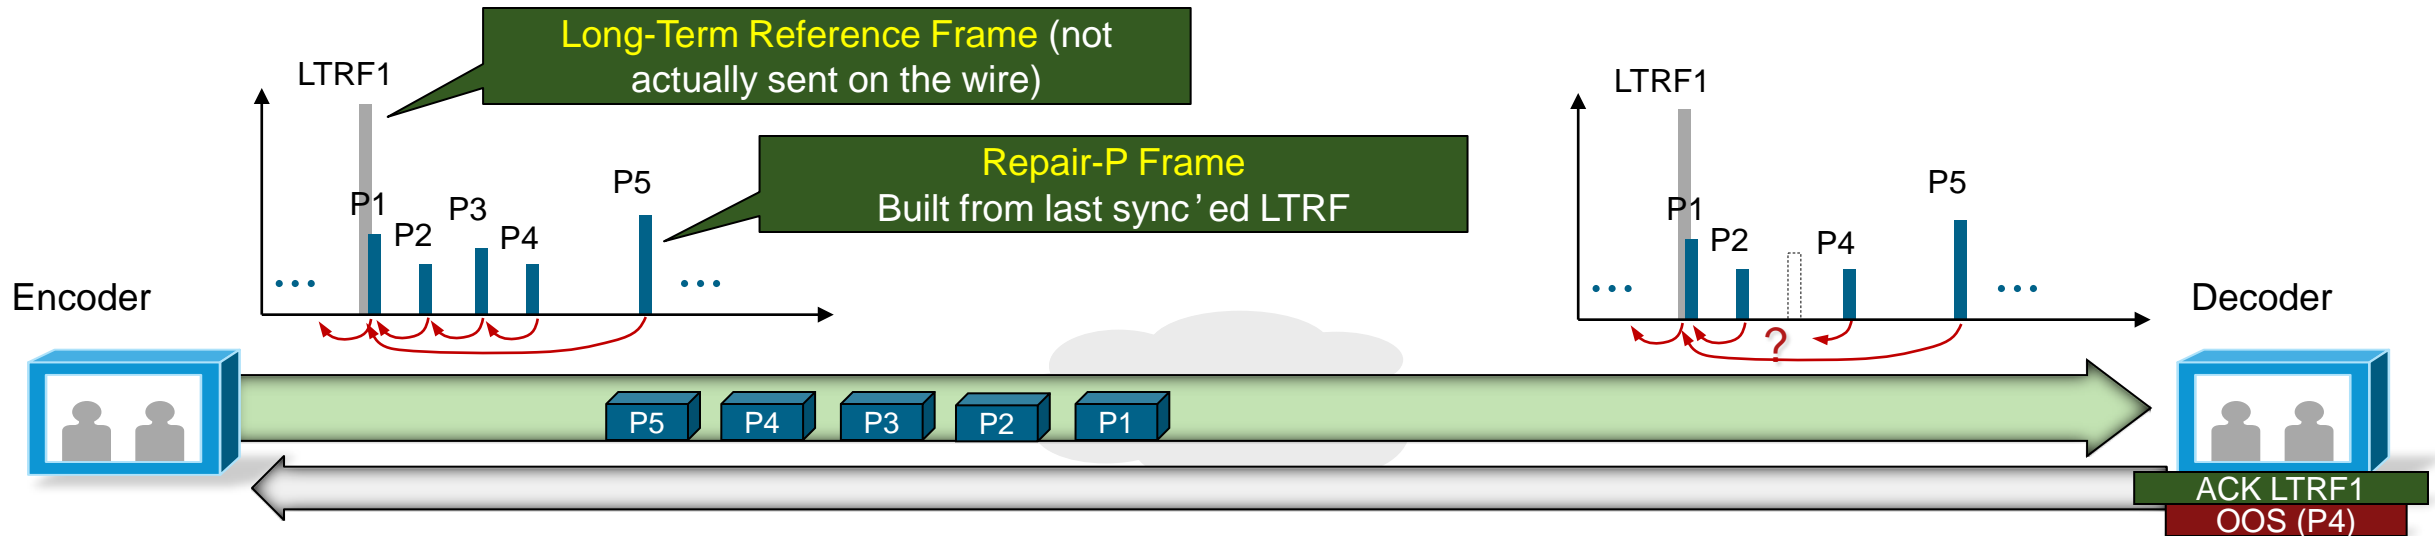 Long-Term Reference Frame (not
actually sent on the wire)
LTRF1
Repair-P Frame
Built from last sync'ed LTRF
P1
P2
P3
P4
P5
...
...
Encoder
LTRF1
P1
P2
P4
P5
...
...
?
Decoder
P5
P4
P3
P2
P1
ACK LTRF1
OOS (P4)